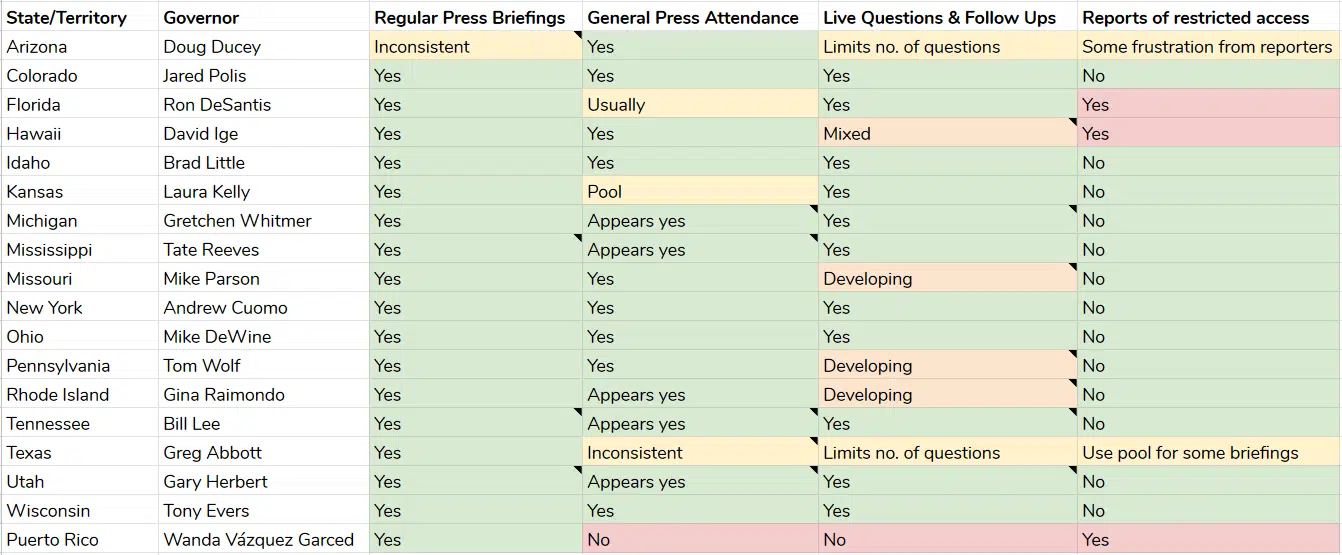 State/Territory Governor Regular Press Briefings General Press Attendance Live Questions & Follow Ups Reports of restricted access
Arizona Doug Ducey Inconsistent Yes Limits no. of questions Some frustration from reporters
Colorado Jared Polis Yes Yes Yes No
Florida Ron DeSantis Yes Usually Yes Yes
Hawaii David Ige Yes Yes Mixed Yes
Idaho Brad Little Yes Yes Yes No
Kansas Laura Kelly Yes Pool Yes No
Michigan Gretchen Whitmer Yes Appears yes Yes No
Mississippi Tate Reeves Yes Appears yes Yes No
Missouri Mike Parson Yes Yes Developing No
New York Andrew Cuomo Yes Yes Yes No
Ohio Mike DeWine Yes Yes Yes No
Pennsylvania Tom Wolf Yes Yes Developing No
Rhode Island Gina Raimondo Yes Appears yes Developing No
Tennessee Bill Lee Yes Appears yes Yes No
Texas Greg Abbott Yes Inconsistent Limits no. of questions Use pool for some briefings
Utah Gary Herbert Yes Appears yes Yes No
Wisconsin Tony Evers Yes Yes Yes No
Puerto Rico Wanda Vázquez Garced Yes No No Yes